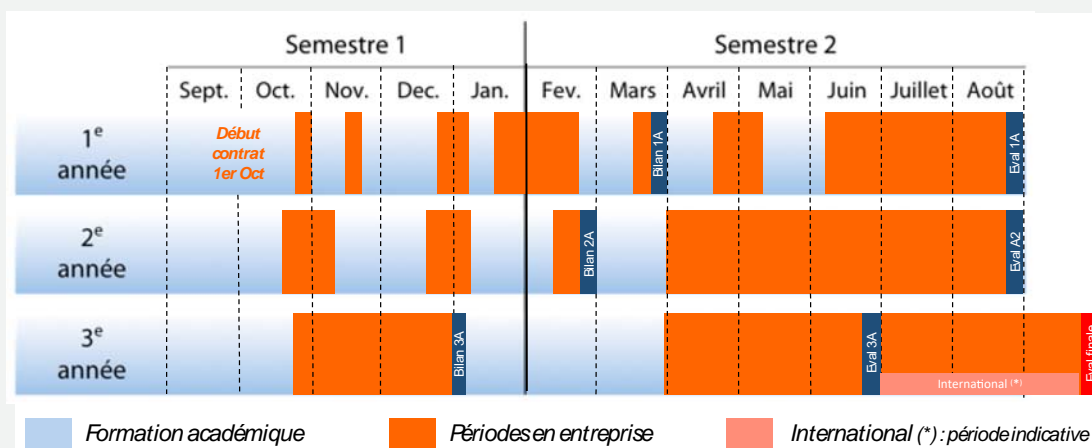 Semestre 1 Semestre 2
Sept. Oct. Nov. Dec. Jan. Fev. Mars Avril Mai Juin Juillet Août
1e
année
Début
contrat
1er Oct
Bilan 1A
Eval 1A
2e
année
Bilan 2A
Eval A2
3e
année
Bilan 3A
Eval 3A
Eval finale
International (*)
Formation académique Périodes en entreprise International (*) : période indicative